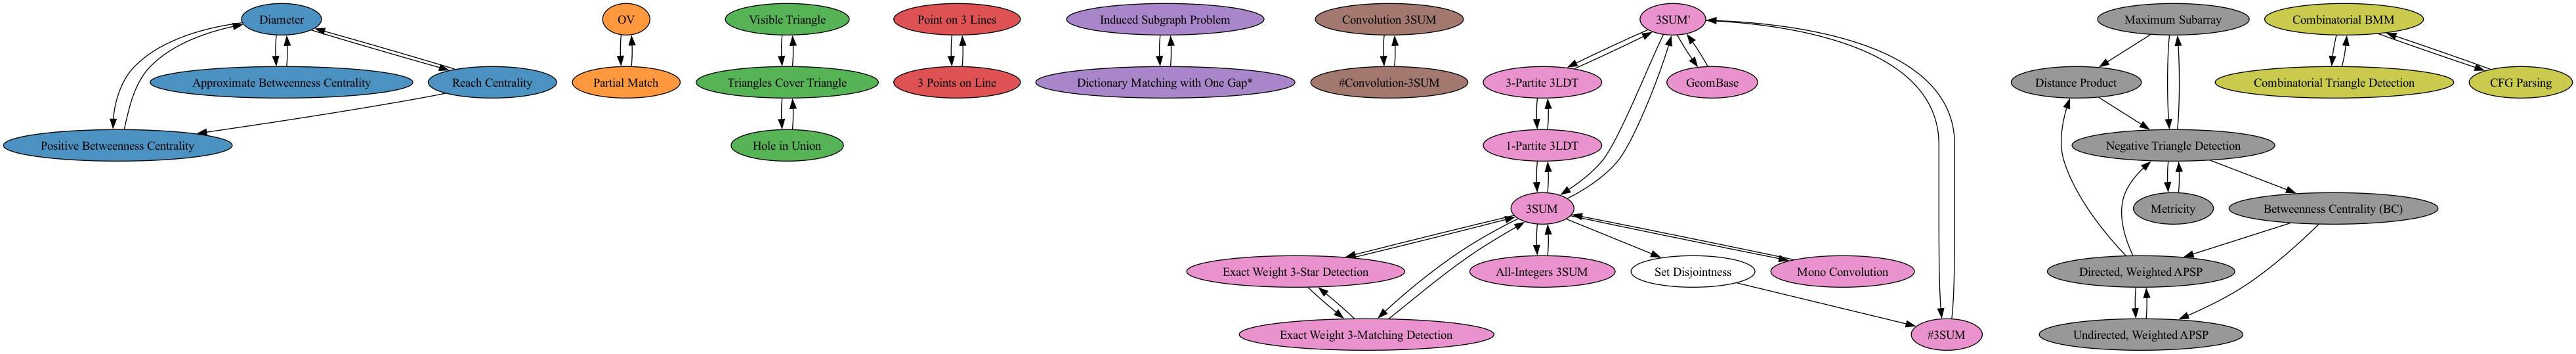 Diameter
OV
Visible Triangle
Point on 3 Lines
Induced Subgraph Problem
Convolution 3SUM
3SUM'
Maximum Subarray
Combinatorial BMM
Approximate Betweenness Centrality
Reach Centrality
Partial Match
Triangles Cover Triangle
3 Points on Line
Dictionary Matching with One Gap*
#Convolution-3SUM
3-Partite 3LDT
GeomBase
Distance Product
Combinatorial Triangle Detection
CFG Parsing
Positive Betweenness Centrality
Hole in Union
1-Partite 3LDT
Negative Triangle Detection
3SUM
Metricity
Betweenness Centrality (BC)
Exact Weight 3-Star Detection
All-Integers 3SUM
Set Disjointness
Mono Convolution
Directed, Weighted APSP
Exact Weight 3-Matching Detection
#3SUM
Undirected, Weighted APSP